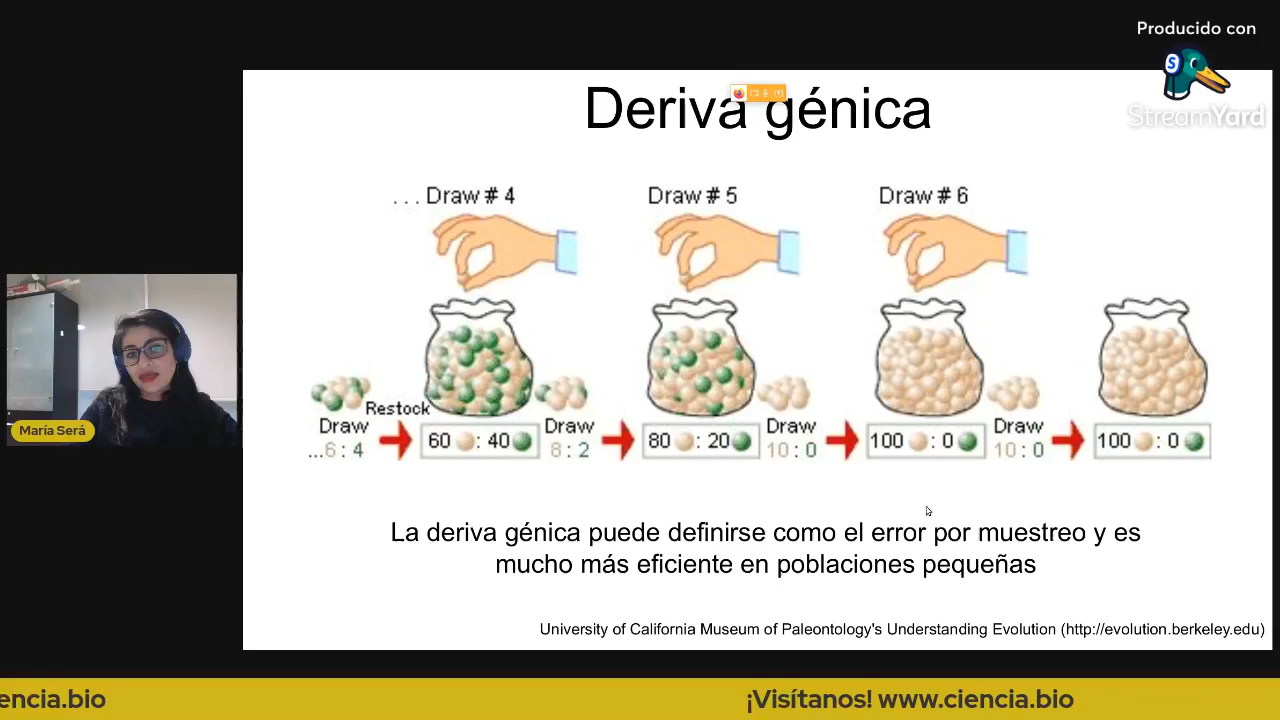 Producido con
S
StreamYard
Deriva génica
. . . Draw # 4
Draw # 5
Draw # 6
Restock
Draw
...6 : 4
60 : 40
Draw
8 : 2
80 : 20
Draw
10 : 0
100 : 0
Draw
10 : 0
100 : 0
La deriva génica puede definirse como el error por muestreo y es
mucho más eficiente en poblaciones pequeñas
University of California Museum of Paleontology's Understanding Evolution (http://evolution.berkeley.edu)
María Será
encia.bio
¡Visítanos! www.ciencia.bio